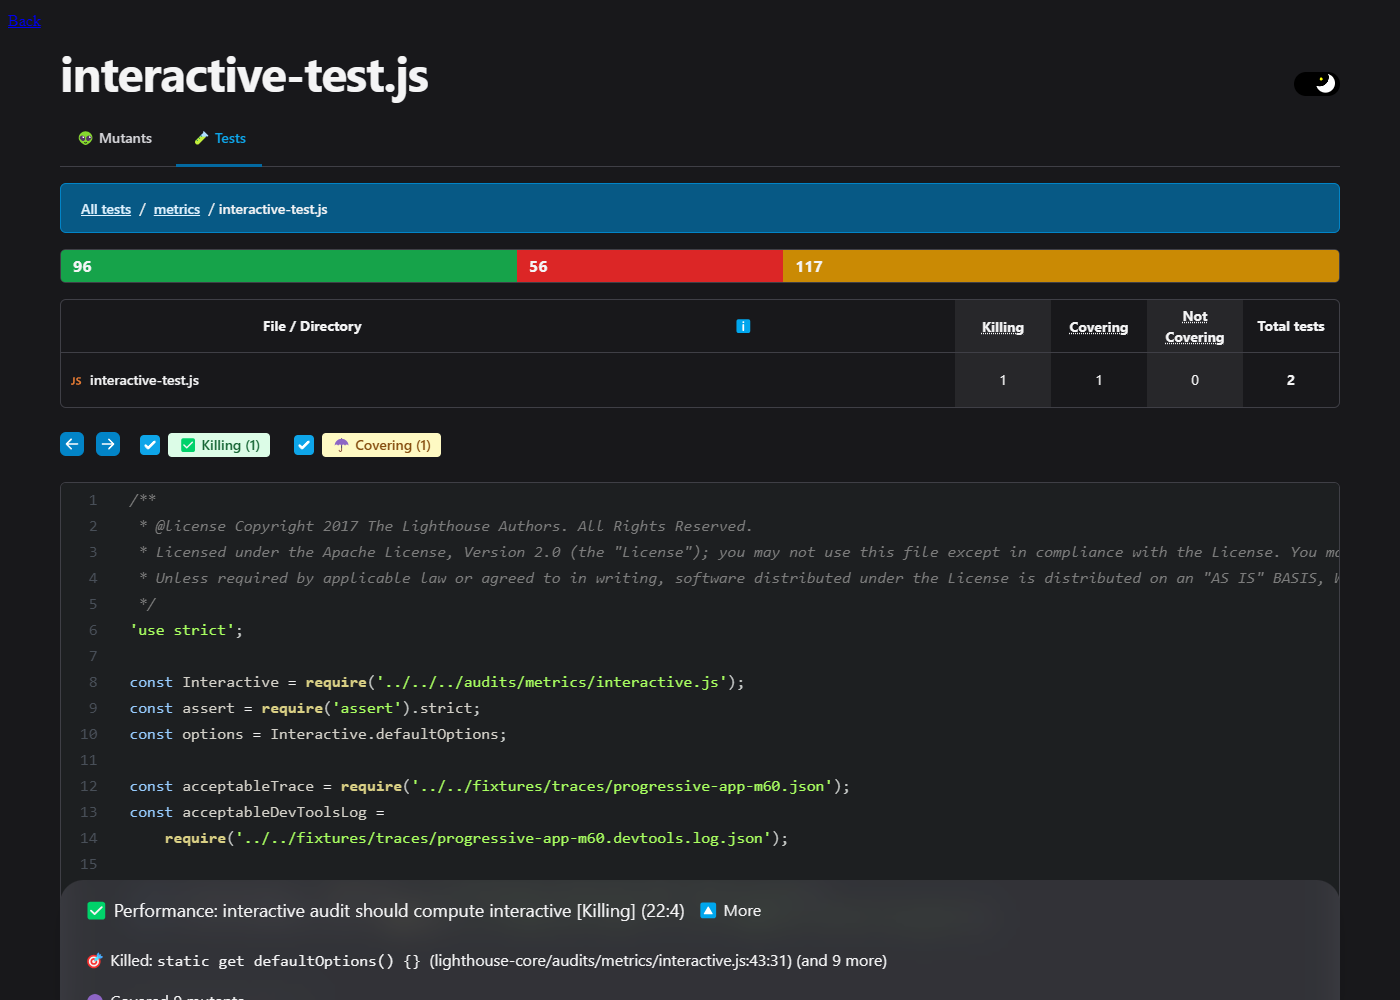 Back
interactive-test.js
Mutants
Tests
All tests / metrics / interactive-test.js
96 56 117
File / Directory Killing Covering Not Covering Total tests
JS interactive-test.js 1 1 0 2
Killing (1) Covering (1)
1 /**
2 * @license Copyright 2017 The Lighthouse Authors. All Rights Reserved.
3 * Licensed under the Apache License, Version 2.0 (the "License"); you may not use this file except in compliance with the License. You
4 * Unless required by applicable law or agreed to in writing, software distributed under the License is distributed on an "AS IS" BASIS,
5 */
6 'use strict';
7
8 const Interactive = require('../../../audits/metrics/interactive.js');
9 const assert = require('assert').strict;
10 const options = Interactive.defaultOptions;
11
12 const acceptableTrace = require('../../fixtures/traces/progressive-app-m60.json');
13 const acceptableDevToolsLog =
14 require('../../fixtures/traces/progressive-app-m60.devtools.log.json');
15
Performance: interactive audit should compute interactive [Killing] (22:4) More
Killed: static get defaultOptions() {} (lighthouse-core/audits/metrics/interactive.js:43:31) (and 9 more)
Covered 0 mutants